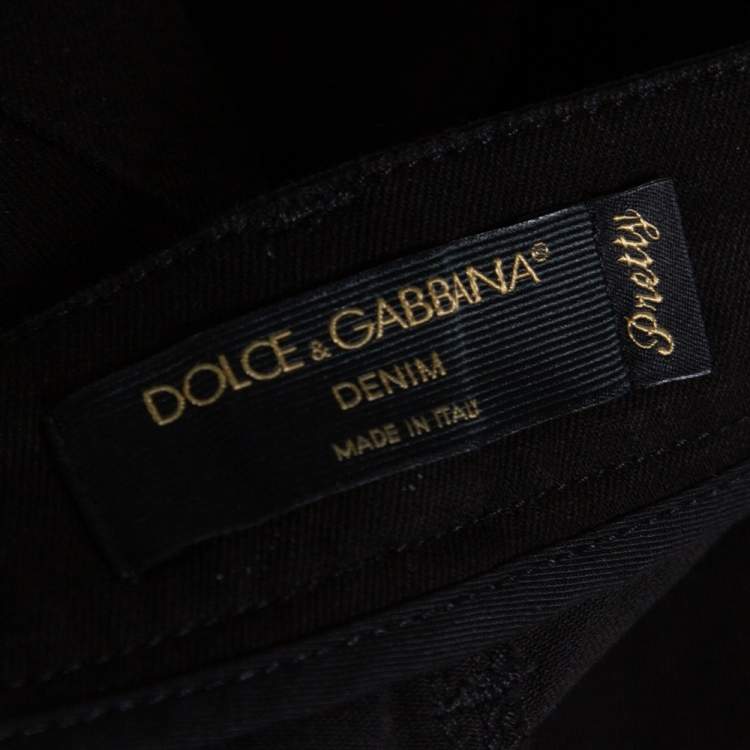 DOLCE & GABBANA®
DENIM
MADE IN ITALY
Pretty